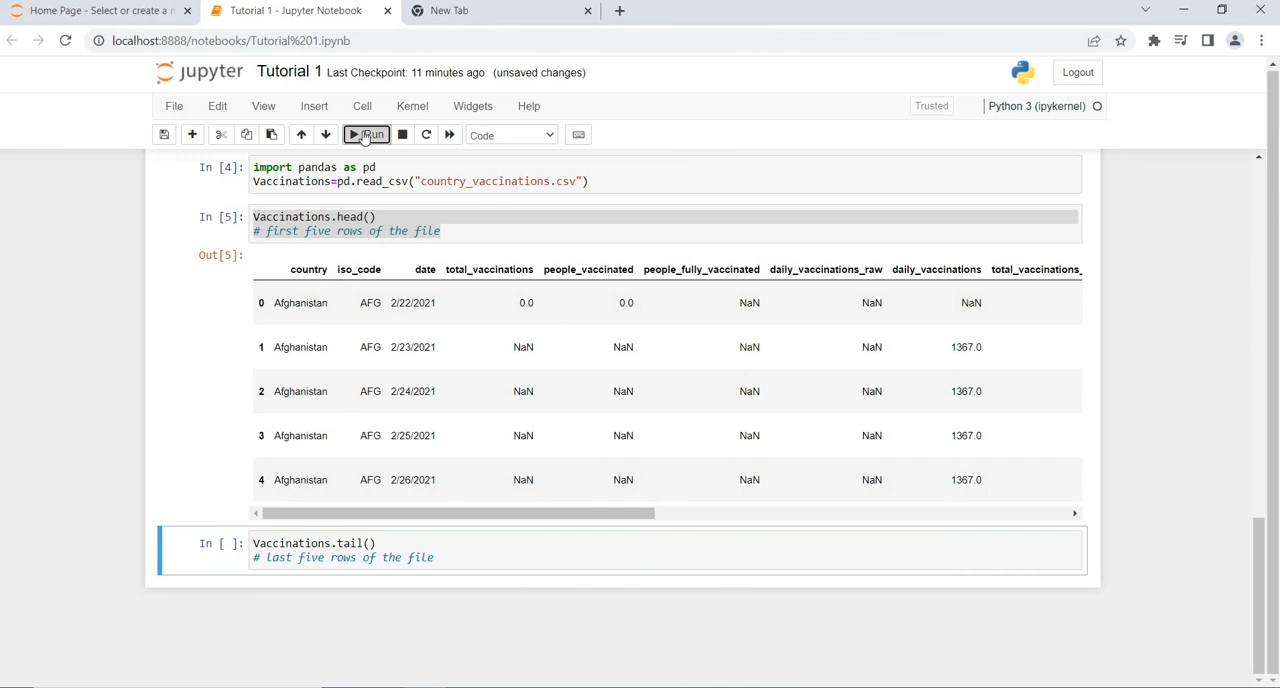 Home Page - Select or create a n
Tutorial 1 - Jupyter Notebook
New Tab
localhost:8888/notebooks/Tutorial%201.ipynb
jupyter Tutorial 1 Last Checkpoint: 11 minutes ago (unsaved changes)
Logout
File Edit View Insert Cell Kernel Widgets Help Trusted Python 3 (ipykernel)
Run Code
In [4]: import pandas as pd
Vaccinations=pd.read_csv("country_vaccinations.csv")
In [5]: Vaccinations.head()
# first five rows of the file
Out[5]:
country iso_code date total_vaccinations people_vaccinated people_fully_vaccinated daily_vaccinations_raw daily_vaccinations total_vaccinations_
0 Afghanistan AFG 2/22/2021 0.0 0.0 NaN NaN NaN
1 Afghanistan AFG 2/23/2021 NaN NaN NaN NaN 1367.0
2 Afghanistan AFG 2/24/2021 NaN NaN NaN NaN 1367.0
3 Afghanistan AFG 2/25/2021 NaN NaN NaN NaN 1367.0
4 Afghanistan AFG 2/26/2021 NaN NaN NaN NaN 1367.0
In [ ]: Vaccinations.tail()
# last five rows of the file